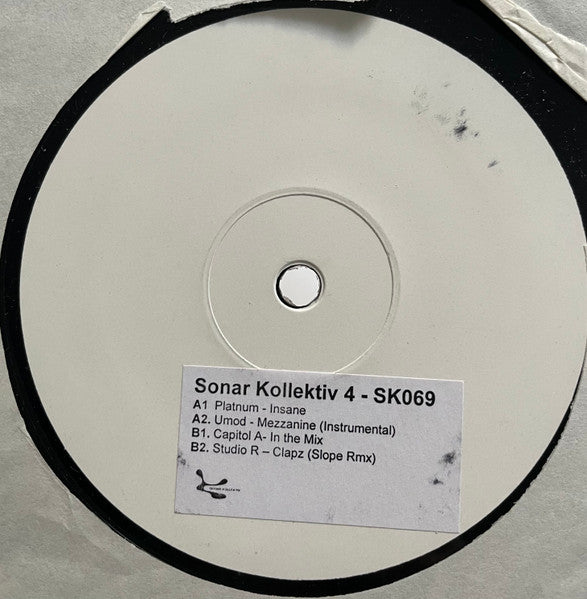 Sonar Kollektiv 4 - SK069
A1 Platnum - Insane
A2. Umod - Mezzanine (Instrumental)
B1. Capitol A- In the Mix
B2. Studio R – Clapz (Slope Rmx)